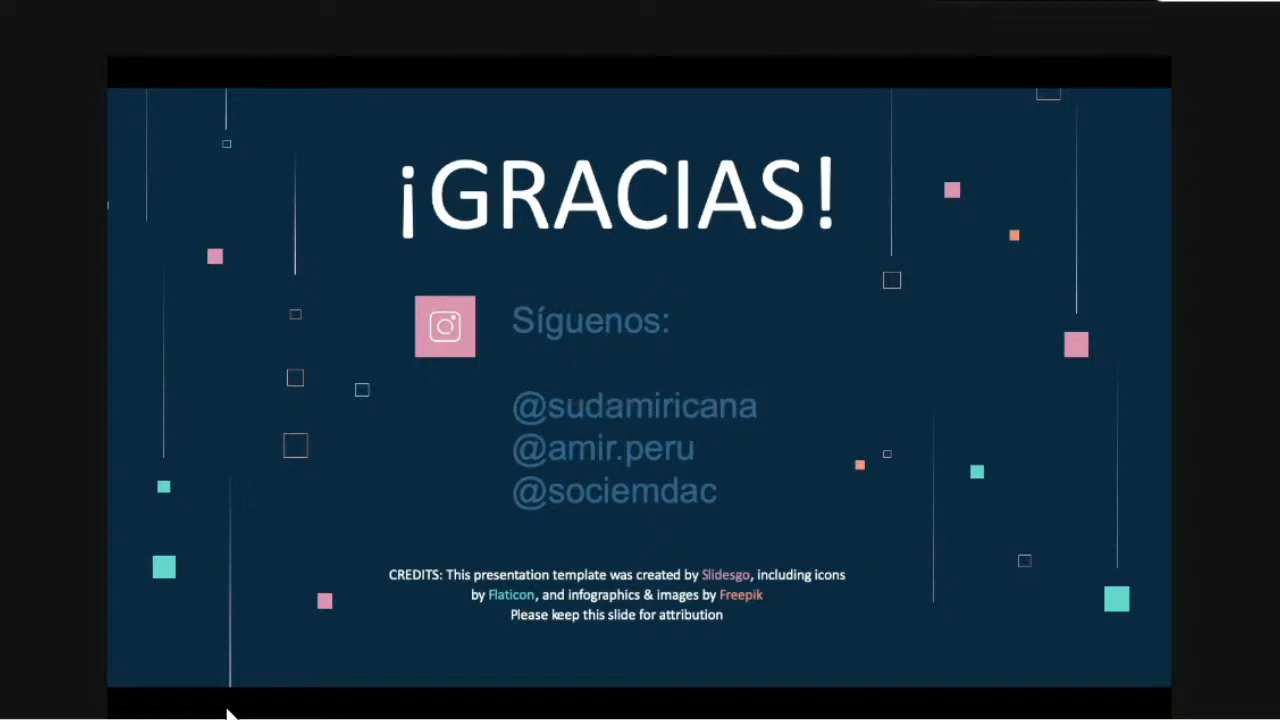 ¡GRACIAS!
Síguenos:
@sudamiricana
@amir.peru
@sociemdac
CREDITS: This presentation template was created by Slidesgo, including icons
by Flaticon, and infographics & images by Freepik
Please keep this slide for attribution